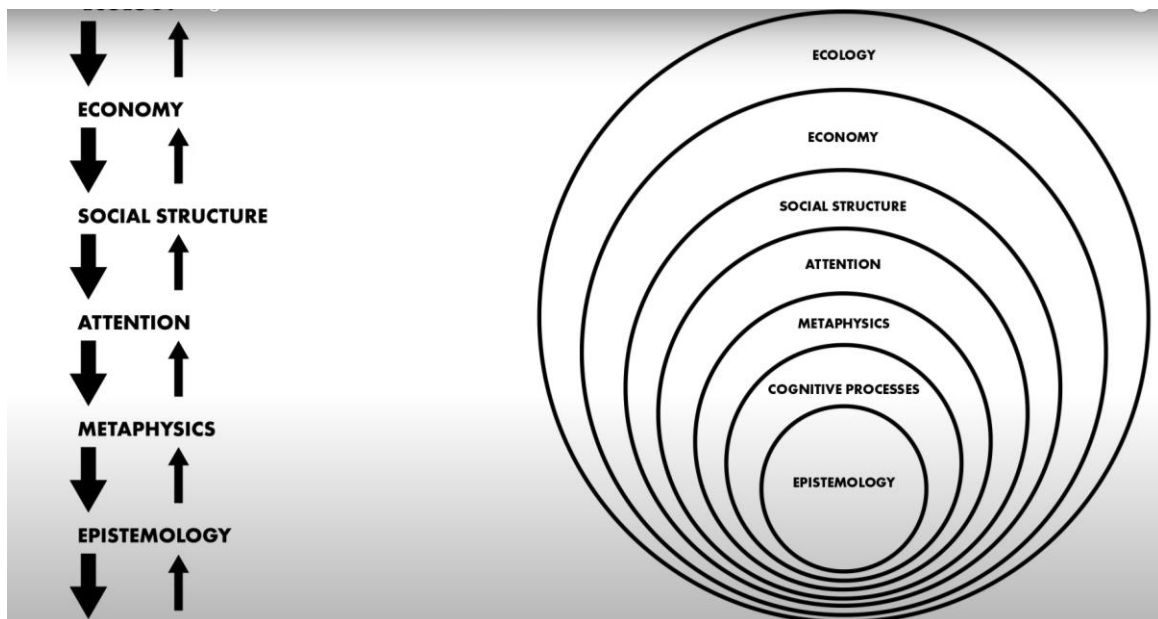 ECONOMY
SOCIAL STRUCTURE
ATTENTION
METAPHYSICS
EPISTEMOLOGY
ECOLOGY
ECONOMY
SOCIAL STRUCTURE
ATTENTION
METAPHYSICS
COGNITIVE PROCESSES
EPISTEMOLOGY